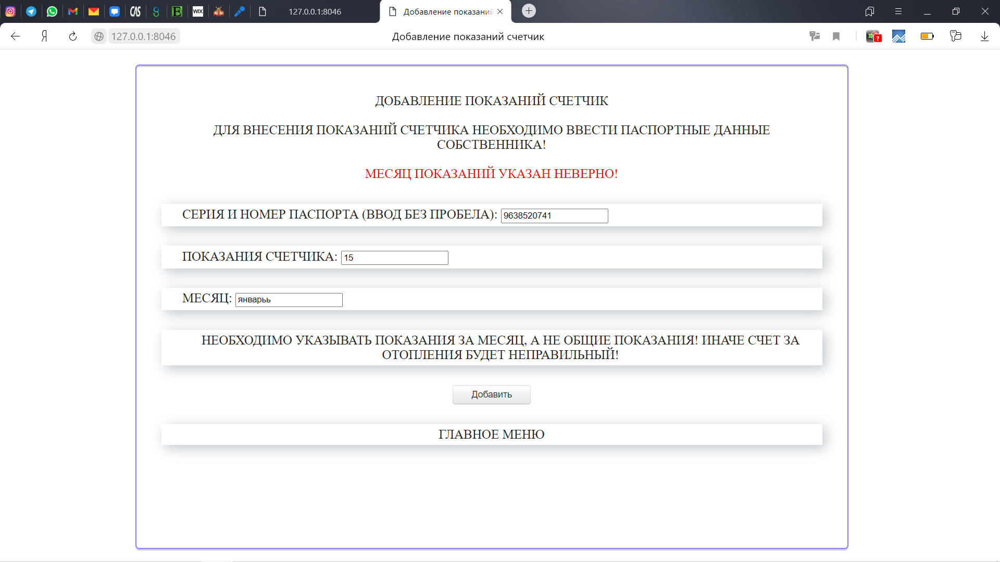 CAS
E
WIX
127.0.0.1:8046
Добавление показаний
Я
127.0.0.1:8046
Добавление показаний счетчик
?
ДОБАВЛЕНИЕ ПОКАЗАНИЙ СЧЕТЧИК
ДЛЯ ВНЕСЕНИЯ ПОКАЗАНИЙ СЧЕТЧИКА НЕОБХОДИМО ВВЕСТИ ПАСПОРТНЫЕ ДАННЫЕ
СОБСТВЕННИКА!
МЕСЯЦ ПОКАЗАНИЙ УКАЗАН НЕВЕРНО!
СЕРИЯ И НОМЕР ПАСПОРТА (ВВОД БЕЗ ПРОБЕЛА): 9638520741
ПОКАЗАНИЯ СЧЕТЧИКА: 15
МЕСЯЦ: январьь
НЕОБХОДИМО УКАЗЫВАТЬ ПОКАЗАНИЯ ЗА МЕСЯЦ, А НЕ ОБЩИЕ ПОКАЗАНИЯ! ИНАЧЕ СЧЕТ ЗА
ОТОПЛЕНИЯ БУДЕТ НЕПРАВИЛЬНЫЙ!
Добавить
ГЛАВНОЕ МЕНЮ